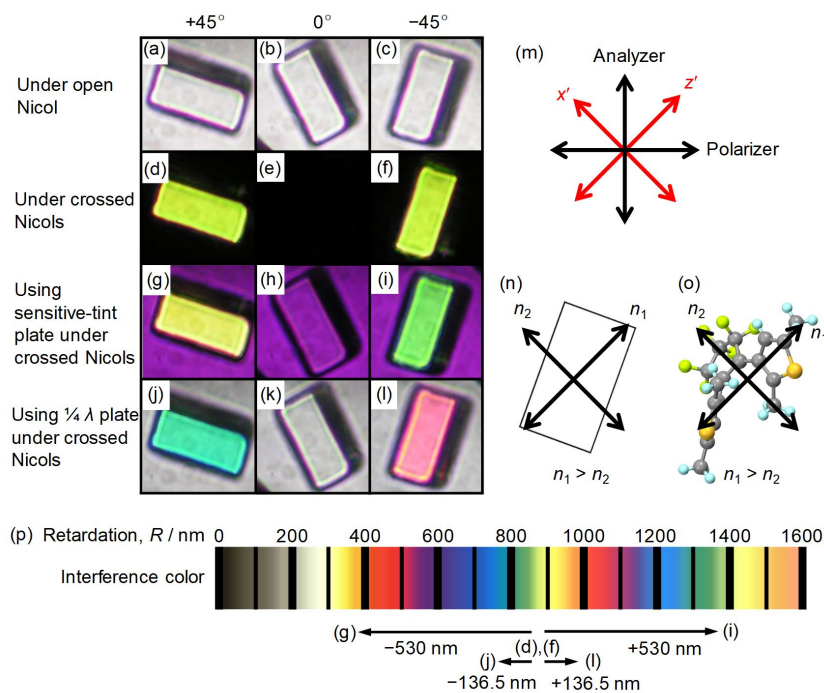 +45° 0° −45°
(a) (b) (c)
Under open
Nicol
(d) (e) (f)
Under crossed
Nicols
(g) (h) (i)
Using
sensitive-tint
plate under
crossed Nicols
(j) (k) (l)
Using ¼ λ plate
under crossed
Nicols
(m)
Analyzer
x′ z′
Polarizer
(n)
n2 n1
n1 > n2
(o)
n2
n1 > n2
(p) Retardation, R / nm 0 200 400 600 800 1000 1200 1400 1600
Interference color
(g) −530 nm (d),(f) +530 nm (i)
(j) (l)
−136.5 nm +136.5 nm